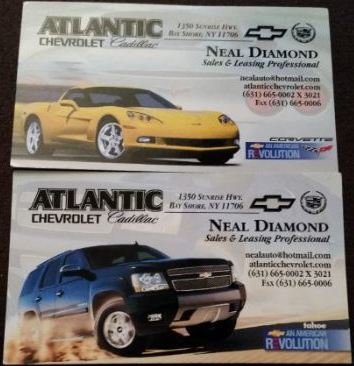 ATLANTIC
CHEVROLET Cadillac
1350 Sunrise Hwy.
Bay Shore, NY 11706
Neal Diamond
Sales & Leasing Professional
nealauto@hotmail.com
atlanticchevrolet.com
(631) 665-0002 X 3021
Fax (631) 665-0006
CORVETTE
AN AMERICAN
REVOLUTION
ATLANTIC
CHEVROLET Cadillac
1350 Sunrise Hwy.
Bay Shore, NY 11706
Neal Diamond
Sales & Leasing Professional
nealauto@hotmail.com
atlanticchevrolet.com
(631) 665-0002 X 3021
Fax (631) 665-0006
tahoe
AN AMERICAN
REVOLUTION